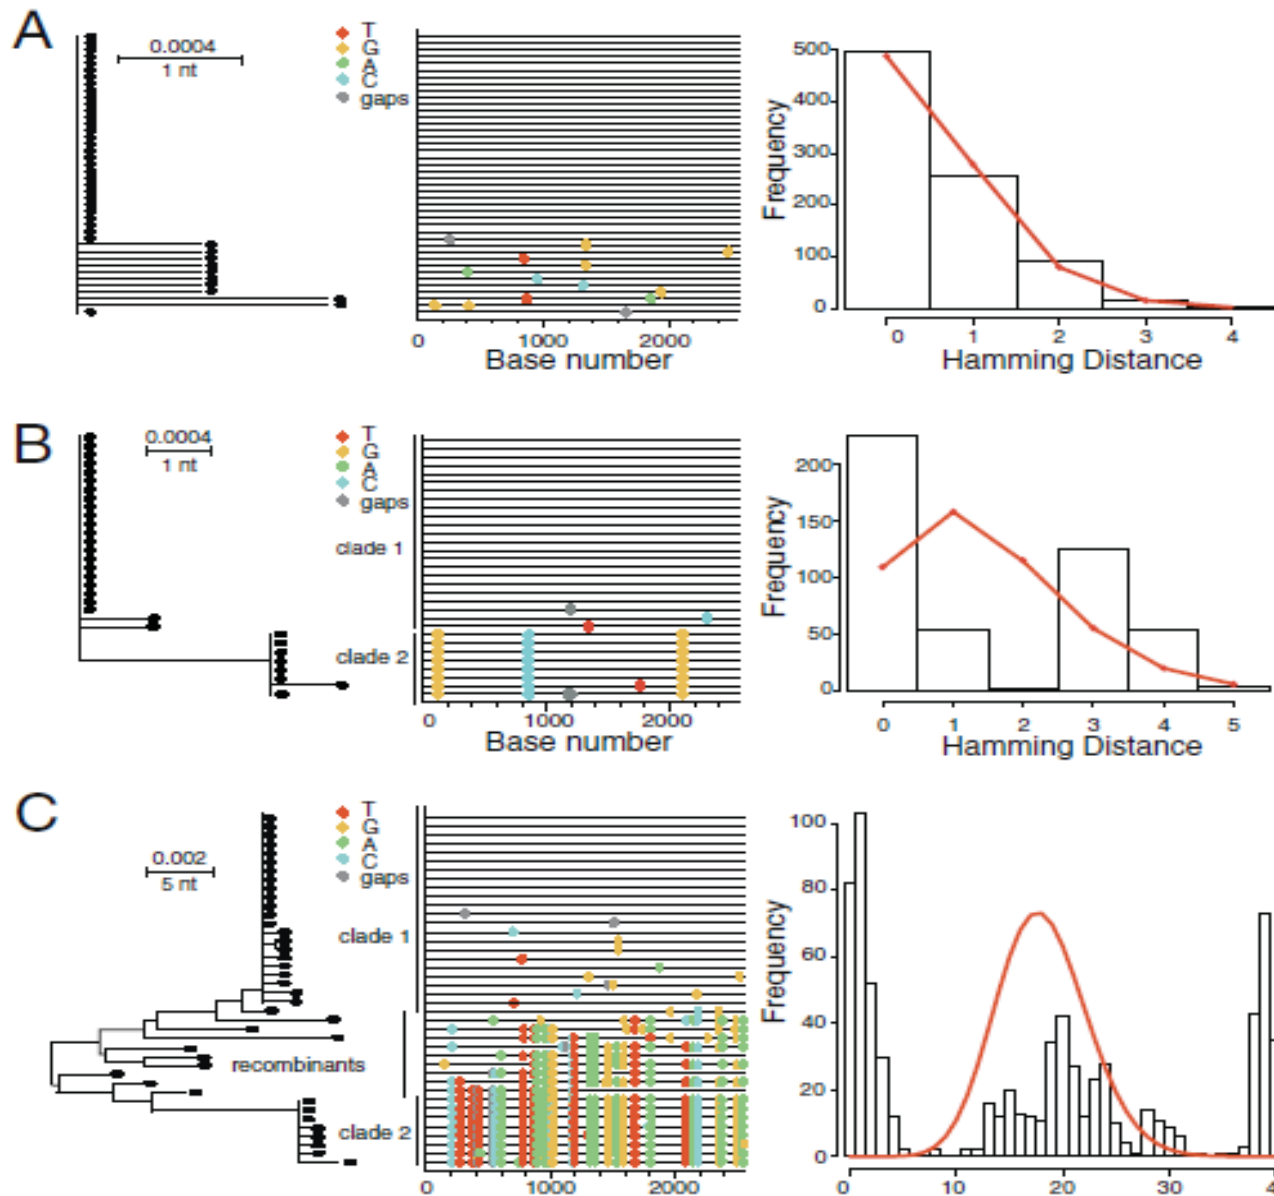 A
0.0004
1 nt
T
G
A
C
gaps
0 1000 2000
Base number
Frequency
500
400
300
200
100
0
0 1 2 3 4
Hamming Distance
B
0.0004
1 nt
T
G
A
C
gaps
clade 1
clade 2
0 1000 2000
Base number
Frequency
200
150
100
50
0
0 1 2 3 4 5
Hamming Distance
C
0.002
5 nt
T
G
A
C
gaps
clade 1
recombinants
clade 2
0 1000 2000
Frequency
100
80
60
40
20
0
0 10 20 30